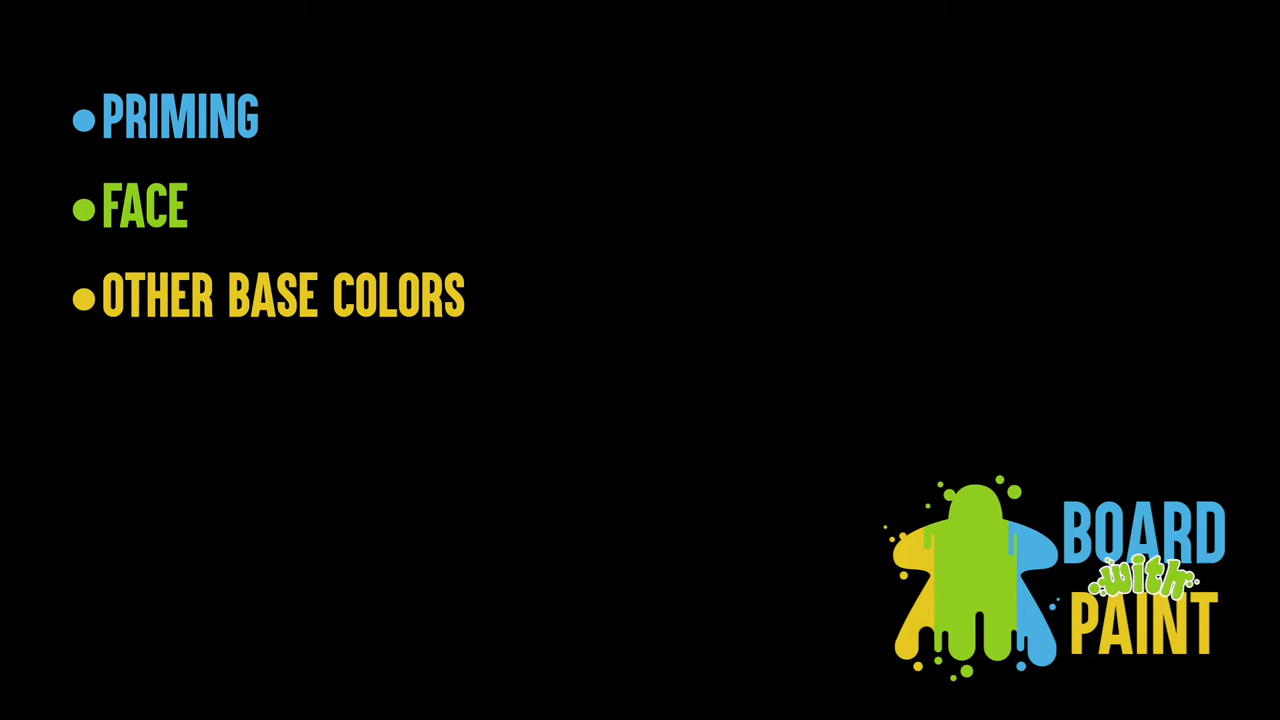 •PRIMING
•FACE
•OTHER BASE COLORS
BOARD
with
PAINT